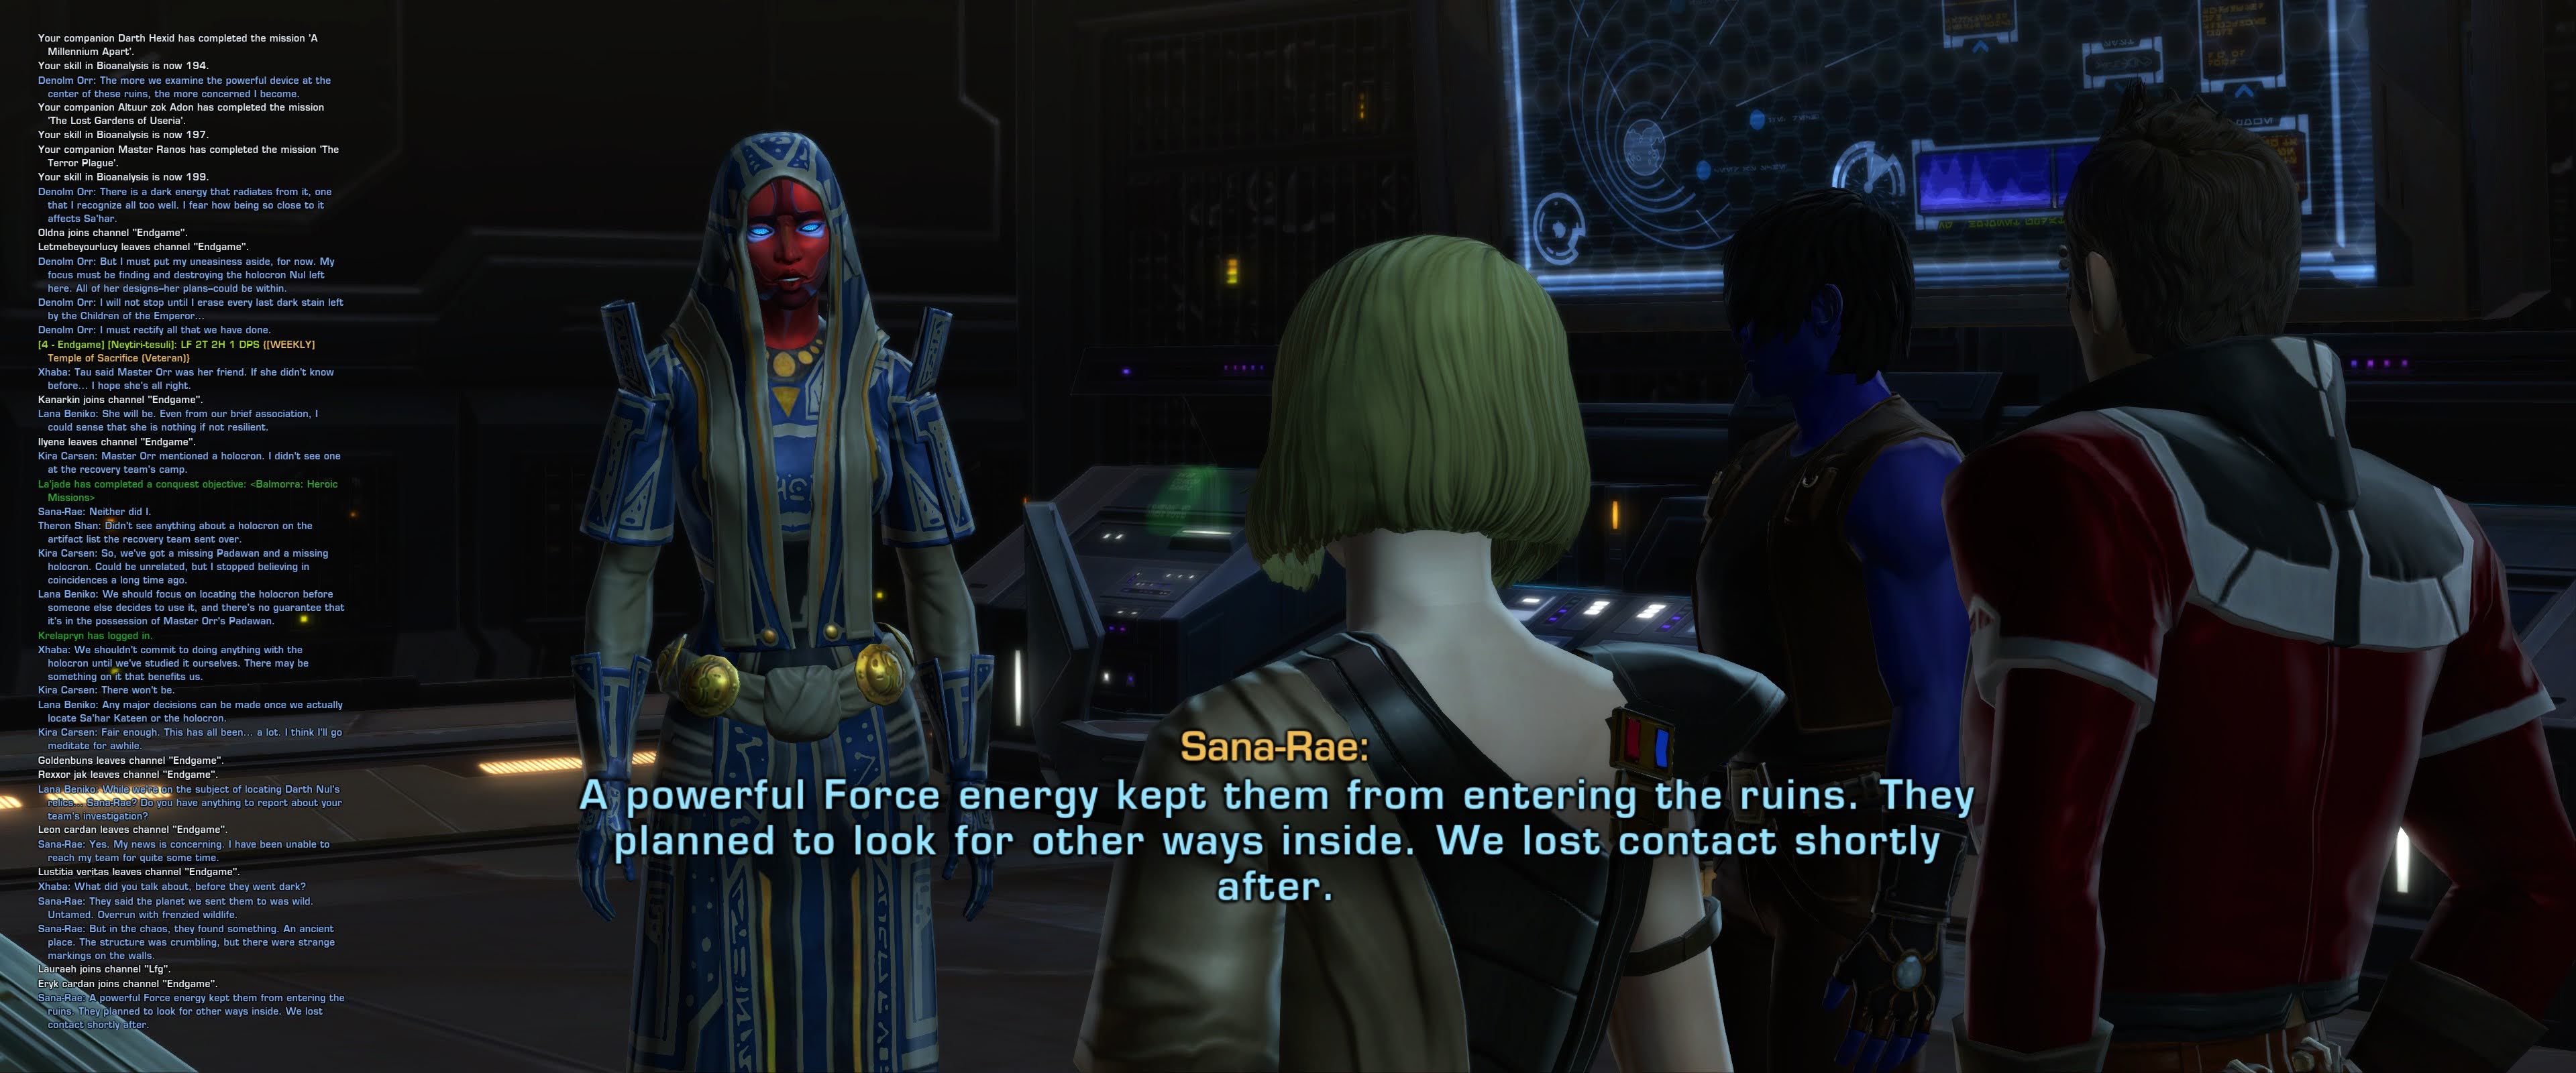 Your companion Darth Hexid has completed the mission 'A
Millennium Apart'.
Your skill in Bioanalysis is now 194.
Denolm Orr: The more we examine the powerful device at the
center of these ruins, the more concerned I become.
Your companion Altuur zok Adon has completed the mission
'The Lost Gardens of Useria'.
Your skill in Bioanalysis is now 197.
Your companion Master Ranos has completed the mission 'The
Terror Plague'.
Your skill in Bioanalysis is now 199.
Denolm Orr: There is a dark energy that radiates from it, one
that I recognize all too well. I fear how being so close to it
affects Sa'har.
Oldna joins channel "Endgame".
Letmebeyourlucy leaves channel "Endgame".
Denolm Orr: But I must put my uneasiness aside, for now. My
focus must be finding and destroying the holocron Nul left
here. All of her designs–her plans–could be within.
Denolm Orr: I will not stop until I erase every last dark stain left
by the Children of the Emperor...
Denolm Orr: I must rectify all that we have done.
[4 - Endgame] [Neytiri-tesuli]: LF 2T 2H 1 DPS {[WEEKLY]
Temple of Sacrifice (Veteran)}
Xhaba: Tau said Master Orr was her friend. If she didn't know
before... I hope she's all right.
Kanarkin joins channel "Endgame".
Lana Beniko: She will be. Even from our brief association, I
could sense that she is nothing if not resilient.
Ilyene leaves channel "Endgame".
Kira Carsen: Master Orr mentioned a holocron. I didn't see one
at the recovery team's camp.
La'jade has completed a conquest objective: <Balmorra: Heroic
Missions>
Sana-Rae: Neither did I.
Theron Shan: Didn't see anything about a holocron on the
artifact list the recovery team sent over.
Kira Carsen: So, we've got a missing Padawan and a missing
holocron. Could be unrelated, but I stopped believing in
coincidences a long time ago.
Lana Beniko: We should focus on locating the holocron before
someone else decides to use it, and there's no guarantee that
it's in the possession of Master Orr's Padawan.
Krelapryn has logged in.
Xhaba: We shouldn't commit to doing anything with the
holocron until we've studied it ourselves. There may be
something on it that benefits us.
Kira Carsen: There won't be.
Lana Beniko: Any major decisions can be made once we actually
locate Sa'har Kateen or the holocron.
Kira Carsen: Fair enough. This has all been... a lot. I think I'll go
meditate for awhile.
Goldenbuns leaves channel "Endgame".
Rexxor jak leaves channel "Endgame".
Lana Beniko: While we're on the subject of locating Darth Nul's
relics... Sana-Rae? Do you have anything to report about your
team's investigation?
Leon cardan leaves channel "Endgame".
Sana-Rae: Yes. My news is concerning. I have been unable to
reach my team for quite some time.
Lustitia veritas leaves channel "Endgame".
Xhaba: What did you talk about, before they went dark?
Sana-Rae: They said the planet we sent them to was wild.
Untamed. Overrun with frenzied wildlife.
Sana-Rae: But in the chaos, they found something. An ancient
place. The structure was crumbling, but there were strange
markings on the walls.
Lauraeh joins channel "Lfg".
Eryk cardan joins channel "Endgame".
Sana-Rae: A powerful Force energy kept them from entering the
ruins. They planned to look for other ways inside. We lost
contact shortly after.
Sana-Rae:
A powerful Force energy kept them from entering the ruins. They
planned to look for other ways inside. We lost contact shortly
after.